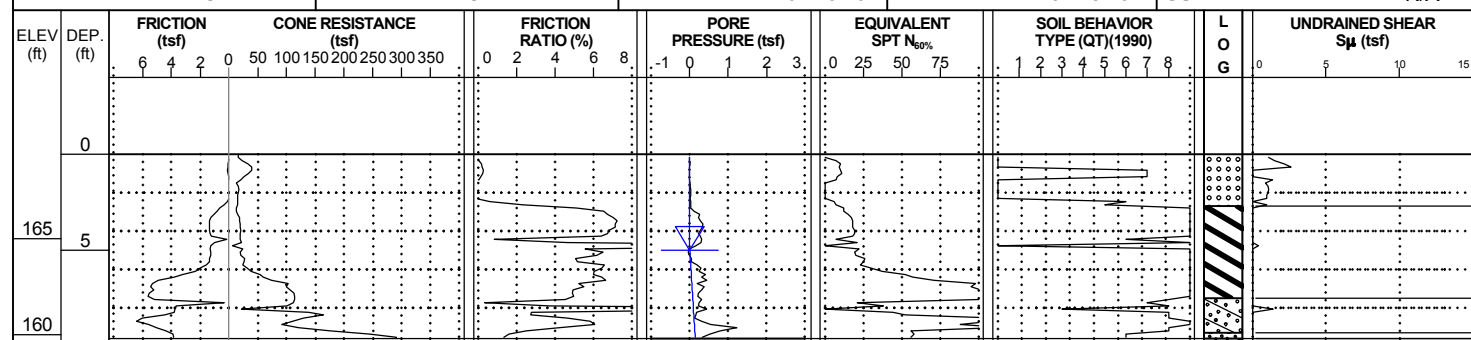 ELEV (ft)
DEP. (ft)
FRICTION (tsf)
6 4 2 0
CONE RESISTANCE (tsf)
50 100 150 200 250 300 350
FRICTION RATIO (%)
0 2 4 6 8
PORE PRESSURE (tsf)
-1 0 1 2 3
EQUIVALENT SPT N60%
0 25 50 75
SOIL BEHAVIOR TYPE (QT)(1990)
1 2 3 4 5 6 7 8
L O G
UNDRAINED SHEAR Sμ (tsf)
0 5 10 15
0
165
5
160